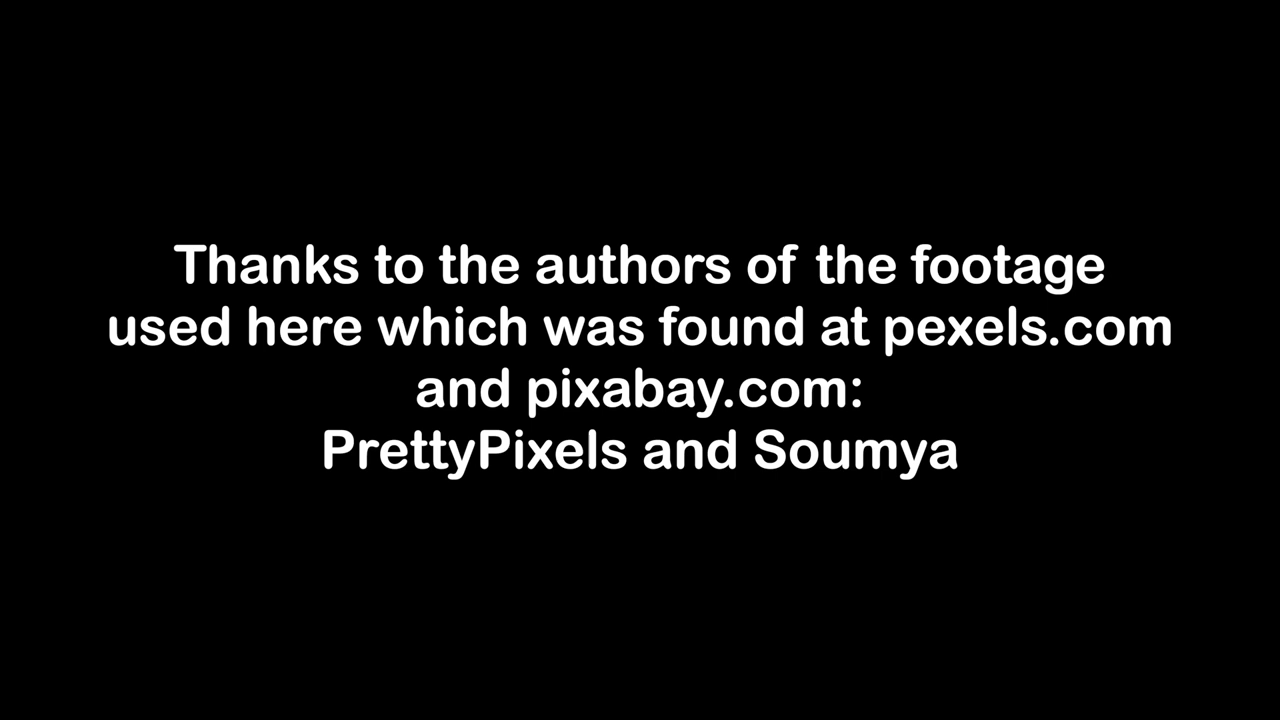 Thanks to the authors of the footage
used here which was found at pexels.com
and pixabay.com:
PrettyPixels and Soumya